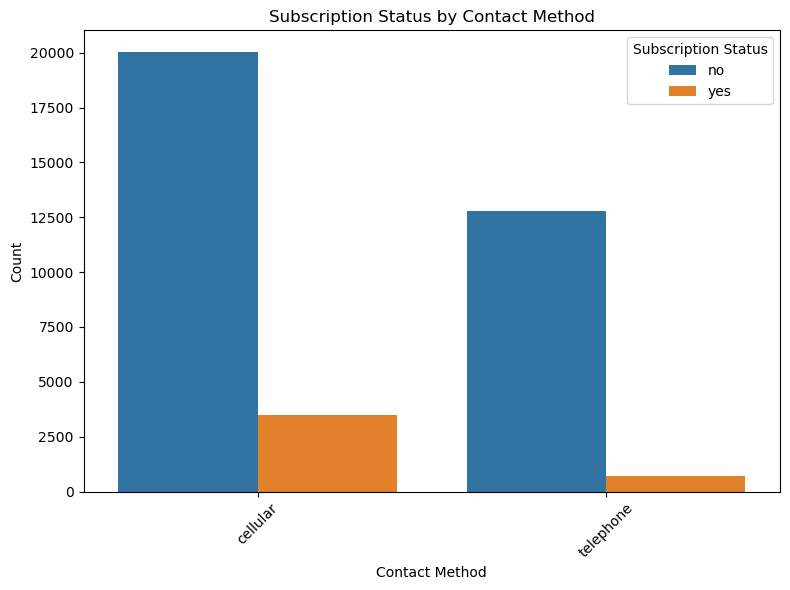 Subscription Status by Contact Method
Subscription Status
no
yes
20000
17500
15000
12500
10000
7500
5000
2500
0
Count
cellular
telephone
Contact Method